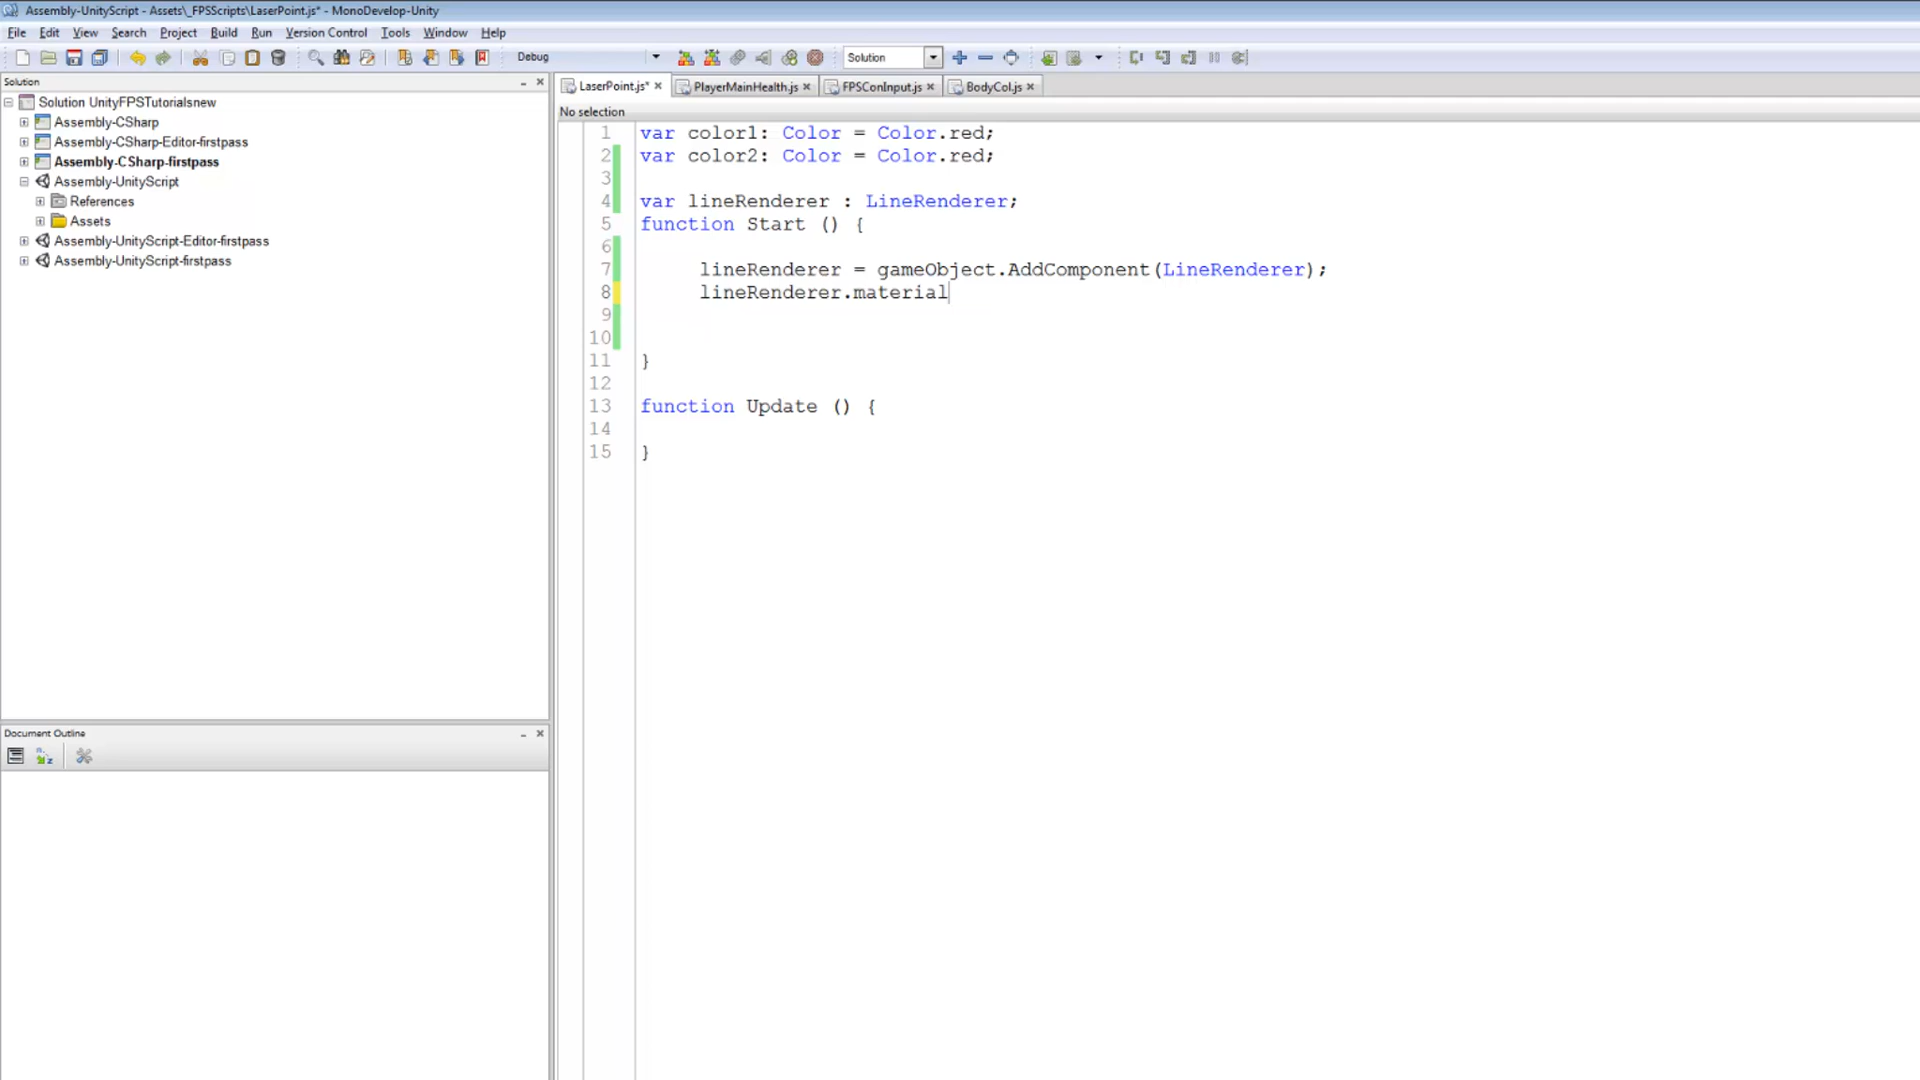 Assembly-UnityScript - Assets\_FPSScripts\LaserPoint.js* - MonoDevelop-Unity
File Edit View Search Project Build Run Version Control Tools Window Help
Debug Solution
Solution
LaserPoint.js* PlayerMainHealth.js FPSConInput.js BodyCol.js
No selection
Solution UnityFPSTutorialsnew
Assembly-CSharp
Assembly-CSharp-Editor-firstpass
Assembly-CSharp-firstpass
Assembly-UnityScript
References
Assets
Assembly-UnityScript-Editor-firstpass
Assembly-UnityScript-firstpass
1 var color1: Color = Color.red;
2 var color2: Color = Color.red;
3
4 var lineRenderer : LineRenderer;
5 function Start () {
6
7 lineRenderer = gameObject.AddComponent(LineRenderer);
8 lineRenderer.material
9
10
11 }
12
13 function Update () {
14
15 }
Document Outline